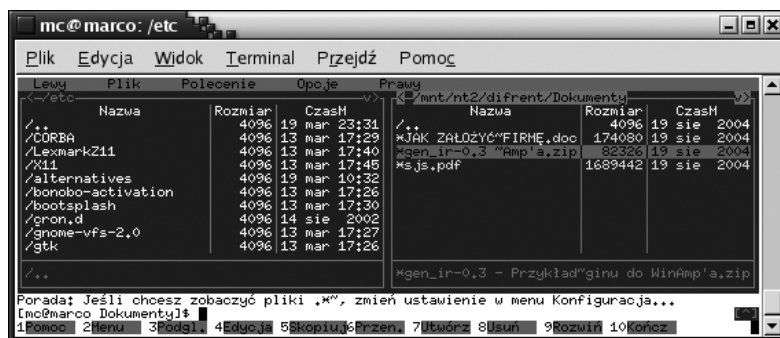 mc@marco: /etc
Plik Edycja Widok Terminal Przejdź Pomoc
Lewy Plik Polecenie Opcje Prawy
<-/etc v> < /mnt/nt2/difrent/Dokumenty v>
Nazwa Rozmiar CzasM Nazwa Rozmiar CzasM
/.. 4096 19 mar 23:31 /.. 4096 19 sie 2004
/CORBA 4096 13 mar 17:29 *JAK ZAŁOŻYĆ~FIRMĘ.doc 174080 19 sie 2004
/LexmarkZ11 4096 13 mar 17:40 *gen_ir-0.3 ~Amp'a.zip 82326 19 sie 2004
/X11 4096 13 mar 17:45 *sjs.pdf 1689442 19 sie 2004
/alternatives 4096 19 mar 10:32
/bonobo-activation 4096 13 mar 17:26
/bootsplash 4096 13 mar 17:30
/cron.d 4096 14 sie 2002
/gnome-vfs-2.0 4096 13 mar 17:27
/gtk 4096 13 mar 17:26
/.. *gen_ir-0.3 - Przykład~ginu do WinAmp'a.zip
Porada: Jeśli chcesz zobaczyć pliki .*~, zmień ustawienie w menu Konfiguracja...
[mc@marco Dokumenty]$ [^]
1Pomoc 2Menu 3Podgl. 4Edycja 5Skopiuj 6Przen. 7Utwórz 8Usuń 9Rozwiń 10Kończ